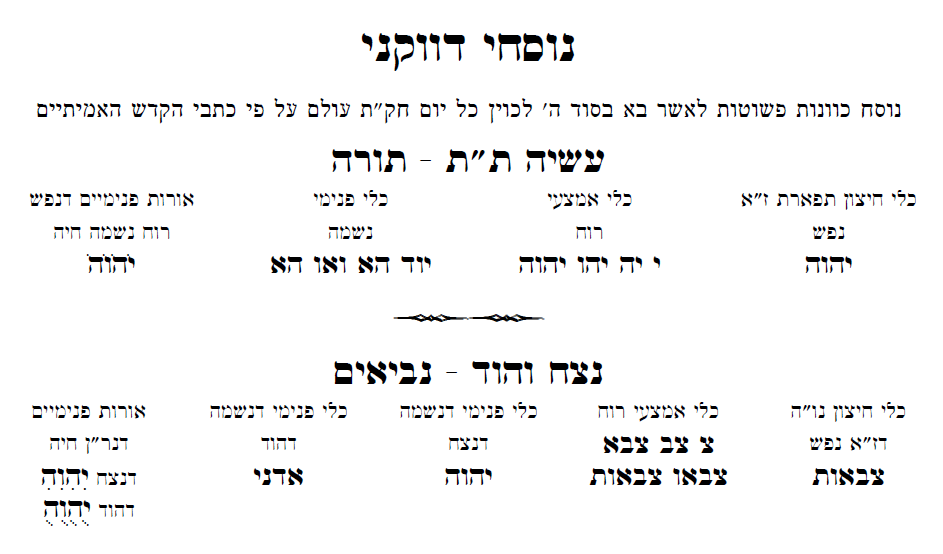 נוסחי דווקני
נוסח כוונות פשוטות לאשר בא בסוד ה׳ לכוין כל יום חק״ת עולם על פי כתבי הקדש האמיתיים
עשיה ת״ת - תורה
כלי חיצון תפארת ז״א כלי אמצעי כלי פנימי אורות פנימיים דנפש
נפש רוח נשמה רוח נשמה חיה
יהוה י יה יהו יהוה יוד הא ואו הא יֹהֹוֹהֹ
נצח והוד - נביאים
כלי חיצון נו״ה כלי אמצעי רוח כלי פנימי דנשמה כלי פנימי דנשמה אורות פנימיים
דז״א נפש צ צב צבא דנצח דהוד דנר״ן חיה
צבאות צבאו צבאות יהוה אדני דנצח יִהִוִהִ
דהוד יֻהֻוֻהֻ